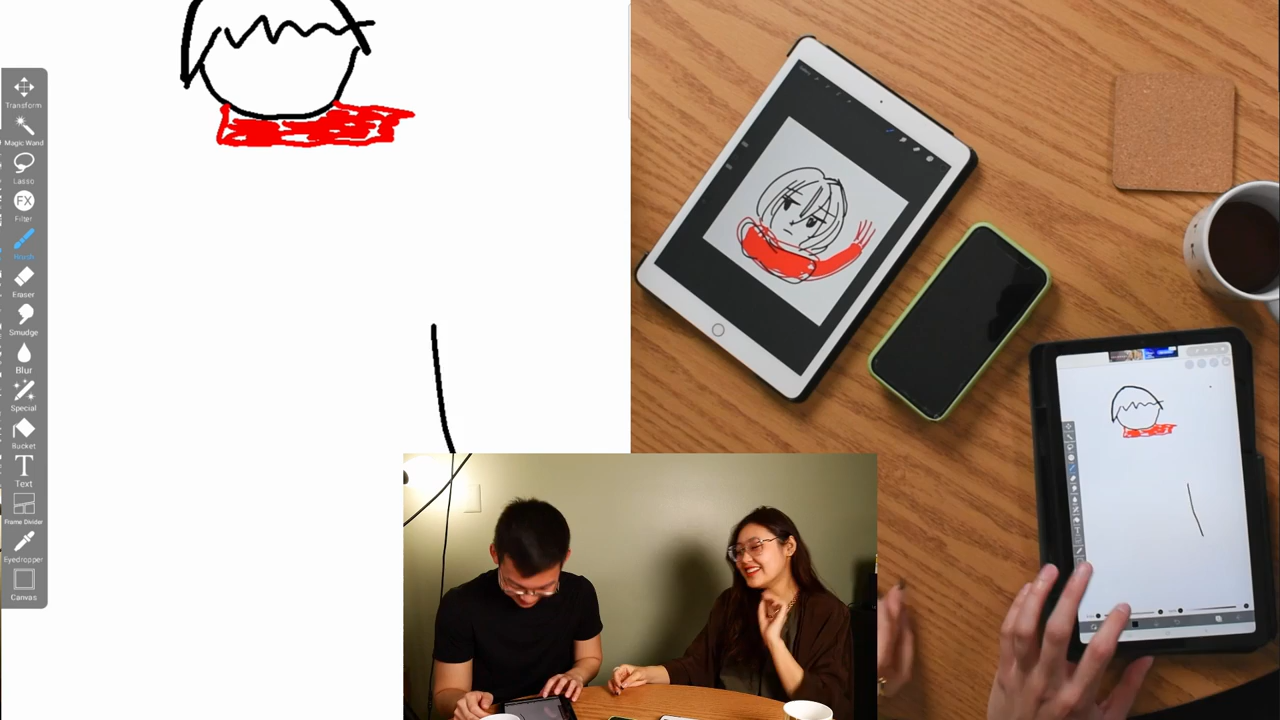 Transform
Magic Wand
Lasso
FX
Filter
Brush
Eraser
Smudge
Blur
Special
Bucket
T
Text
Frame Divider
Eyedropper
Canvas